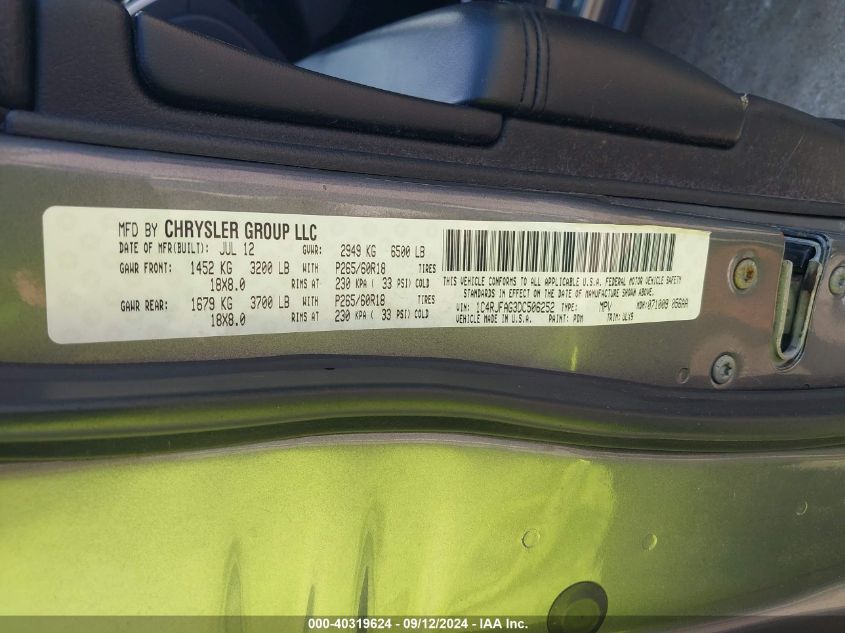 MFD BY CHRYSLER GROUP LLC
DATE OF MFR(BUILT): JUL 12 GVWR: 2949 KG 6500 LB
GAWR FRONT: 1452 KG 3200 LB WITH P265/60R18 TIRES
18X8.0 RIMS AT 230 KPA ( 33 PSI) COLD
GAWR REAR: 1679 KG 3700 LB WITH P265/60R18 TIRES
18X8.0 RIMS AT 230 KPA ( 33 PSI) COLD
THIS VEHICLE CONFORMS TO ALL APPLICABLE U.S.A. FEDERAL MOTOR VEHICLE SAFETY
STANDARDS IN EFFECT ON THE DATE OF MANUFACTURE SHOWN ABOVE.
VIN: 1C4RJFAG3DC506252 TYPE: MPV MDH:071009 056AA
VEHICLE MADE IN U.S.A. PAINT: PDM TRIM:
000-40319624 - 09/12/2024 - IAA Inc.